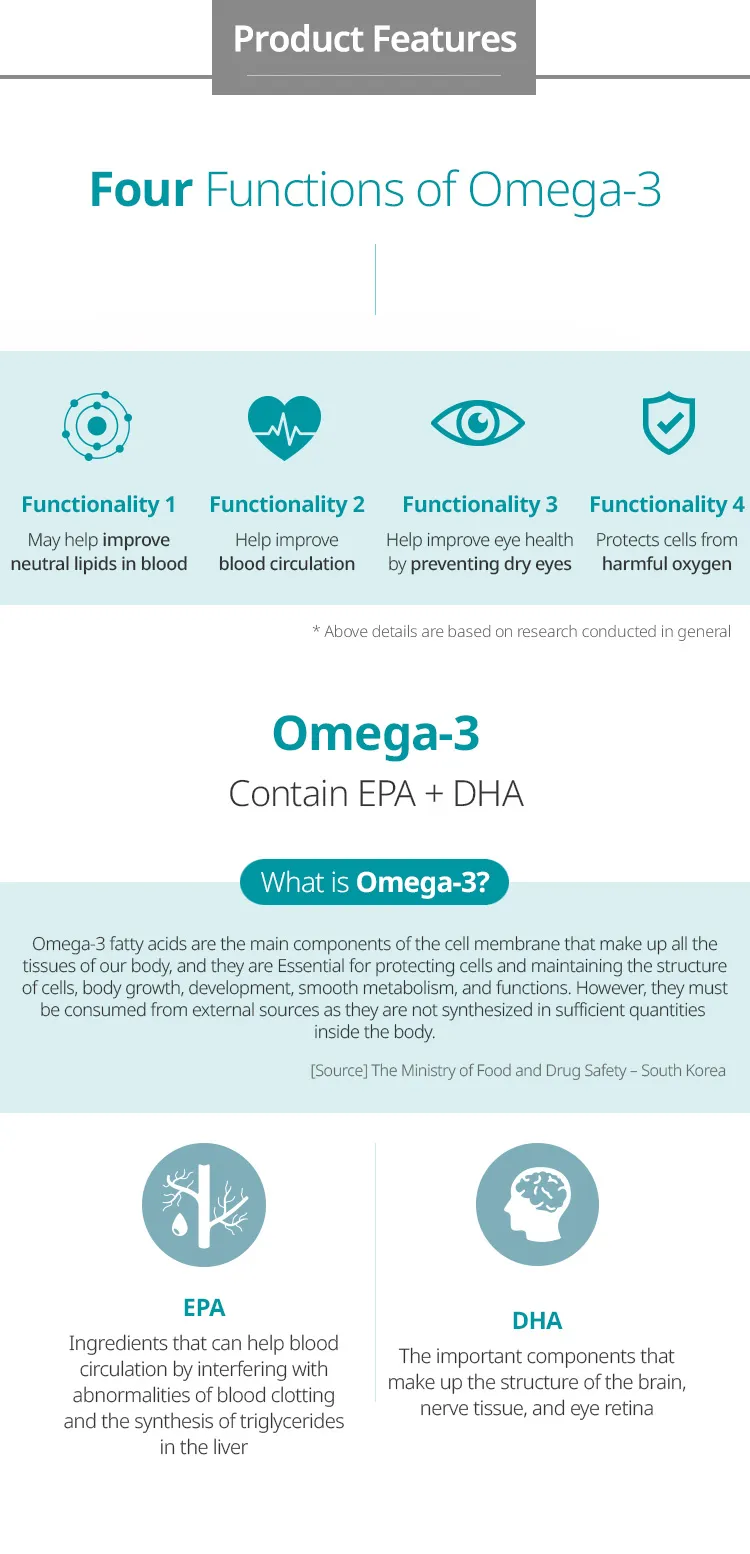 Product Features
Four Functions of Omega-3
Functionality 1
May help improve
neutral lipids in blood
Functionality 2
Help improve
blood circulation
Functionality 3
Help improve eye health
by preventing dry eyes
Functionality 4
Protects cells from
harmful oxygen
* Above details are based on research conducted in general
Omega-3
Contain EPA + DHA
What is Omega-3?
Omega-3 fatty acids are the main components of the cell membrane that make up all the
tissues of our body, and they are Essential for protecting cells and maintaining the structure
of cells, body growth, development, smooth metabolism, and functions. However, they must
be consumed from external sources as they are not synthesized in sufficient quantities
inside the body.
[Source] The Ministry of Food and Drug Safety – South Korea
EPA
Ingredients that can help blood
circulation by interfering with
abnormalities of blood clotting
and the synthesis of triglycerides
in the liver
DHA
The important components that
make up the structure of the brain,
nerve tissue, and eye retina